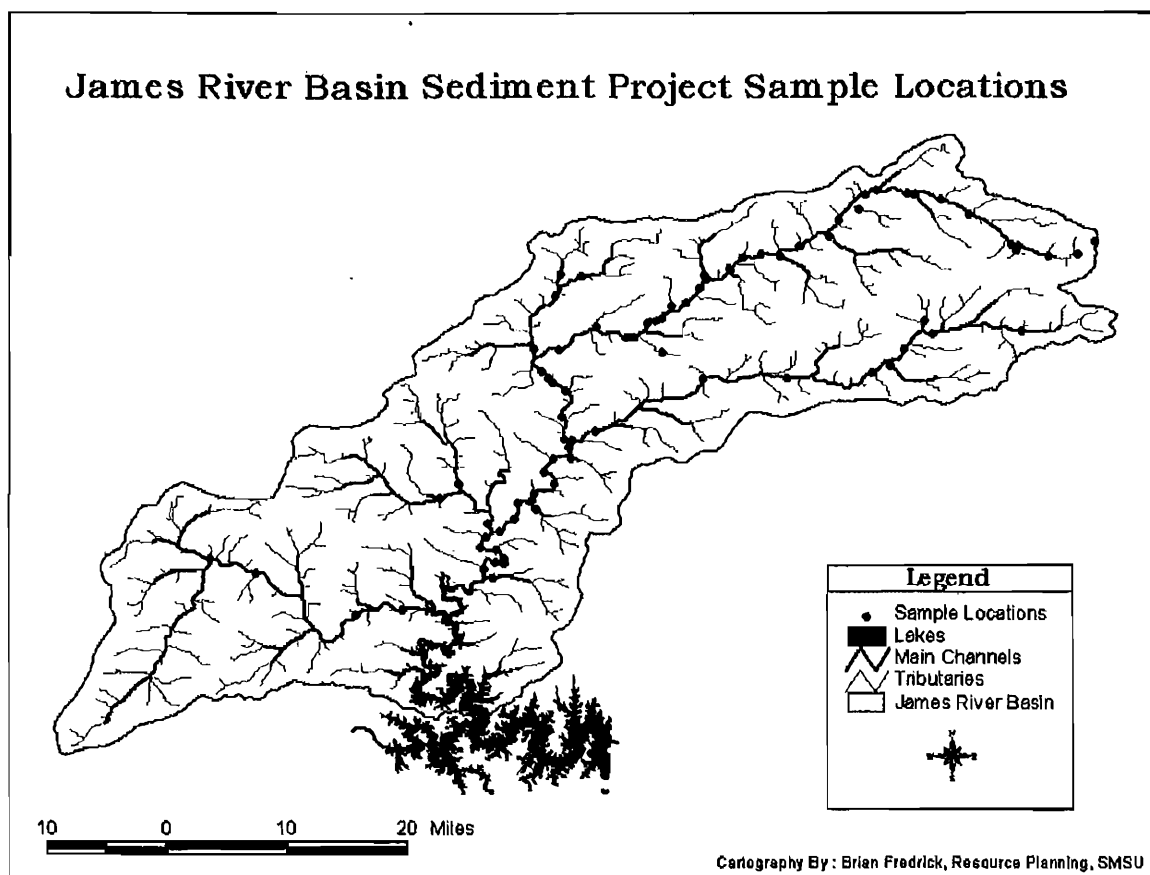 James River Basin Sediment Project Sample Locations
Legend
Sample Locations
Lakes
Main Channels
Tributaries
James River Basin
N
W E
S
10 0 10 20 Miles
Cartography By : Brian Fredrick, Resource Planning, SMSU